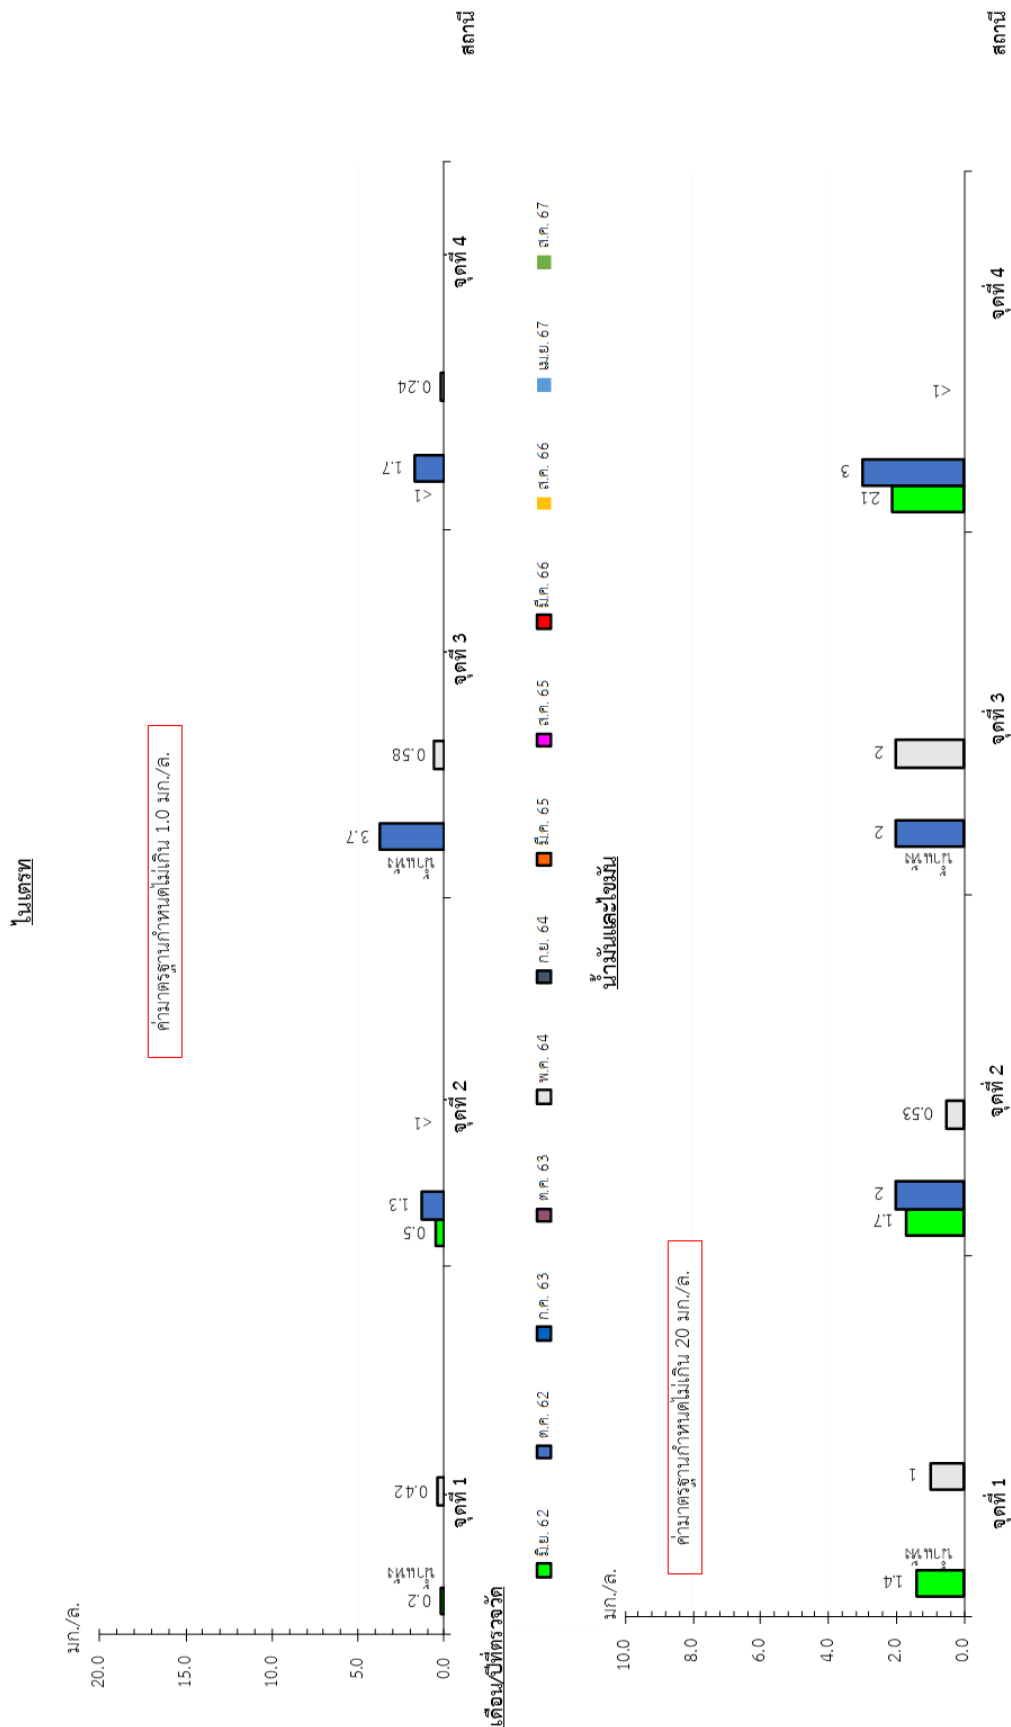 ไนเตรท
มก./ล.
ค่ามาตรฐานกำหนดไม่เกิน 1.0 มก./ล.
20.0
15.0
10.0
5.0
0.0
0.2
น้ำแห้ง
0.42
0.5
1.3
<1
น้ำแห้ง
3.7
0.58
<1
1.7
0.24
จุดที่ 1
จุดที่ 2
จุดที่ 3
จุดที่ 4
สถานี
เดือน/ปีที่ตรวจวัด
มิ.ย. 62
ต.ค. 62
ก.ค. 63
ต.ค. 63
พ.ค. 64
ก.ย. 64
มี.ค. 65
ส.ค. 65
มี.ค. 66
ส.ค. 66
เม.ย. 67
ส.ค. 67
น้ำมันและไขมัน
มก./ล.
ค่ามาตรฐานกำหนดไม่เกิน 20 มก./ล.
10.0
8.0
6.0
4.0
2.0
0.0
1.4
น้ำแห้ง
1
1.7
2
0.53
น้ำแห้ง
2
2
21
3
<1
จุดที่ 1
จุดที่ 2
จุดที่ 3
จุดที่ 4
สถานี